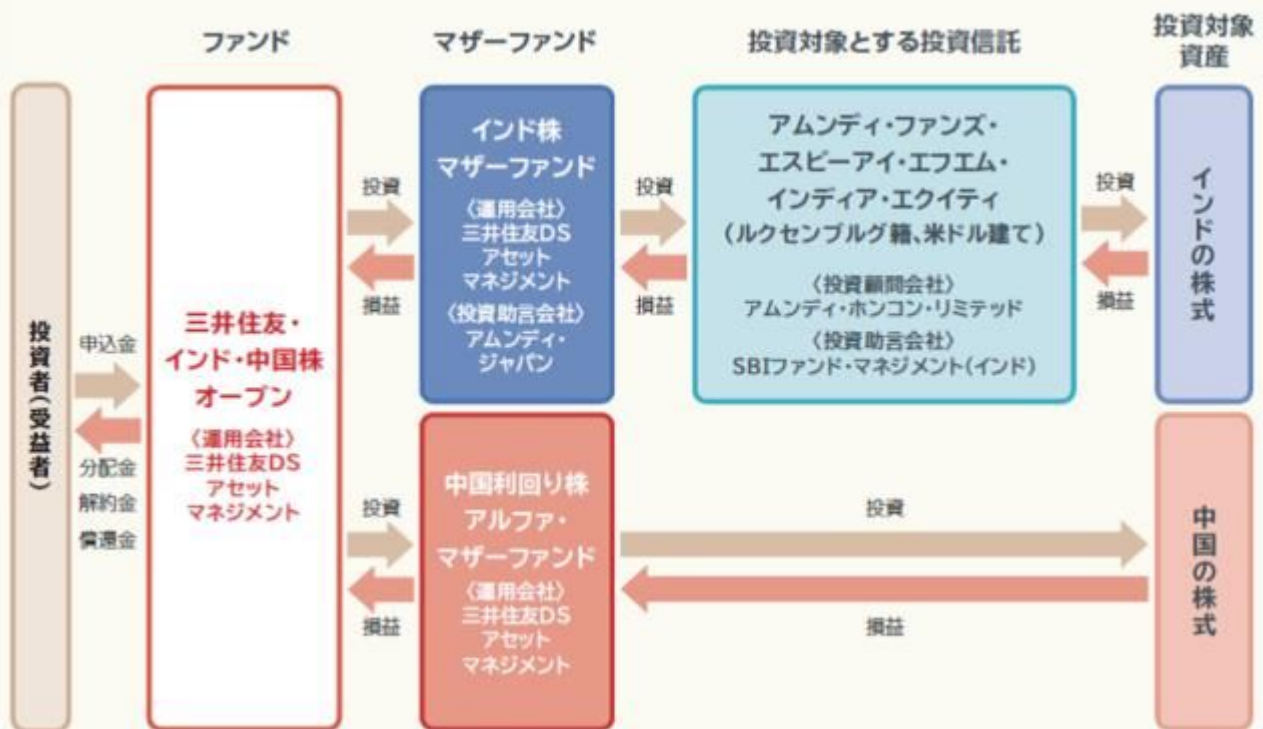 ファンド
マザーファンド
投資対象とする投資信託
投資対象
資産
投資者(受益者)
申込金
分配金
解約金
償還金
三井住友・
インド・中国株
オープン
〈運用会社〉
三井住友DS
アセット
マネジメント
投資
損益
インド株
マザーファンド
〈運用会社〉
三井住友DS
アセット
マネジメント
〈投資助言会社〉
アムンディ・
ジャパン
投資
損益
アムンディ・ファンズ・
エスビーアイ・エフエム・
インディア・エクイティ
(ルクセンブルグ籍、米ドル建て)
〈投資顧問会社〉
アムンディ・ホンコン・リミテッド
〈投資助言会社〉
SBIファンド・マネジメント(インド)
投資
損益
インドの株式
投資
損益
中国利回り株
アルファ・
マザーファンド
〈運用会社〉
三井住友DS
アセット
マネジメント
投資
損益
中国の株式